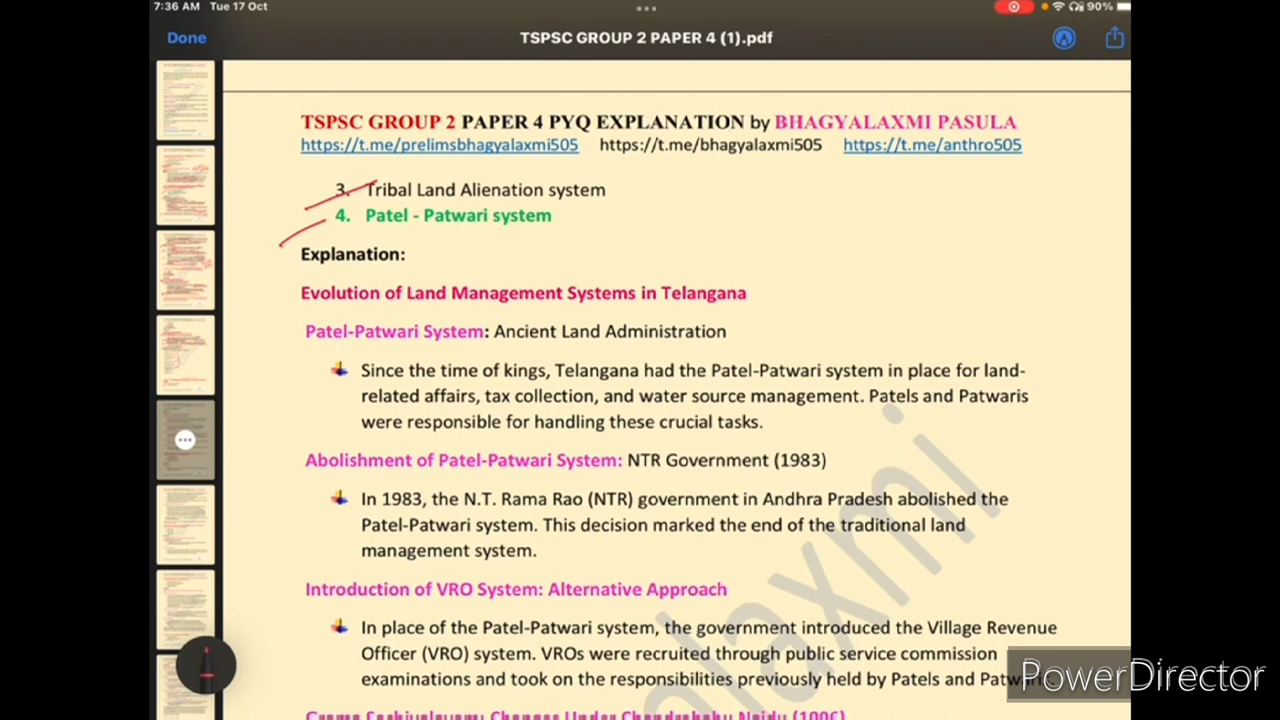 7:36 AM Tue 17 Oct
90%
Done
TSPSC GROUP 2 PAPER 4 (1).pdf
TSPSC GROUP 2 PAPER 4 PYQ EXPLANATION by BHAGYALAXMI PASULA
https://t.me/prelimsbhagyalaxmi505 https://t.me/bhagyalaxmi505 https://t.me/anthro505
3. Tribal Land Alienation system
4. Patel - Patwari system
Explanation:
Evolution of Land Management Systems in Telangana
Patel-Patwari System: Ancient Land Administration
Since the time of kings, Telangana had the Patel-Patwari system in place for land-
related affairs, tax collection, and water source management. Patels and Patwaris
were responsible for handling these crucial tasks.
Abolishment of Patel-Patwari System: NTR Government (1983)
In 1983, the N.T. Rama Rao (NTR) government in Andhra Pradesh abolished the
Patel-Patwari system. This decision marked the end of the traditional land
management system.
Introduction of VRO System: Alternative Approach
In place of the Patel-Patwari system, the government introduced the Village Revenue
Officer (VRO) system. VROs were recruited through public service commission
examinations and took on the responsibilities previously held by Patels and
PowerDirector